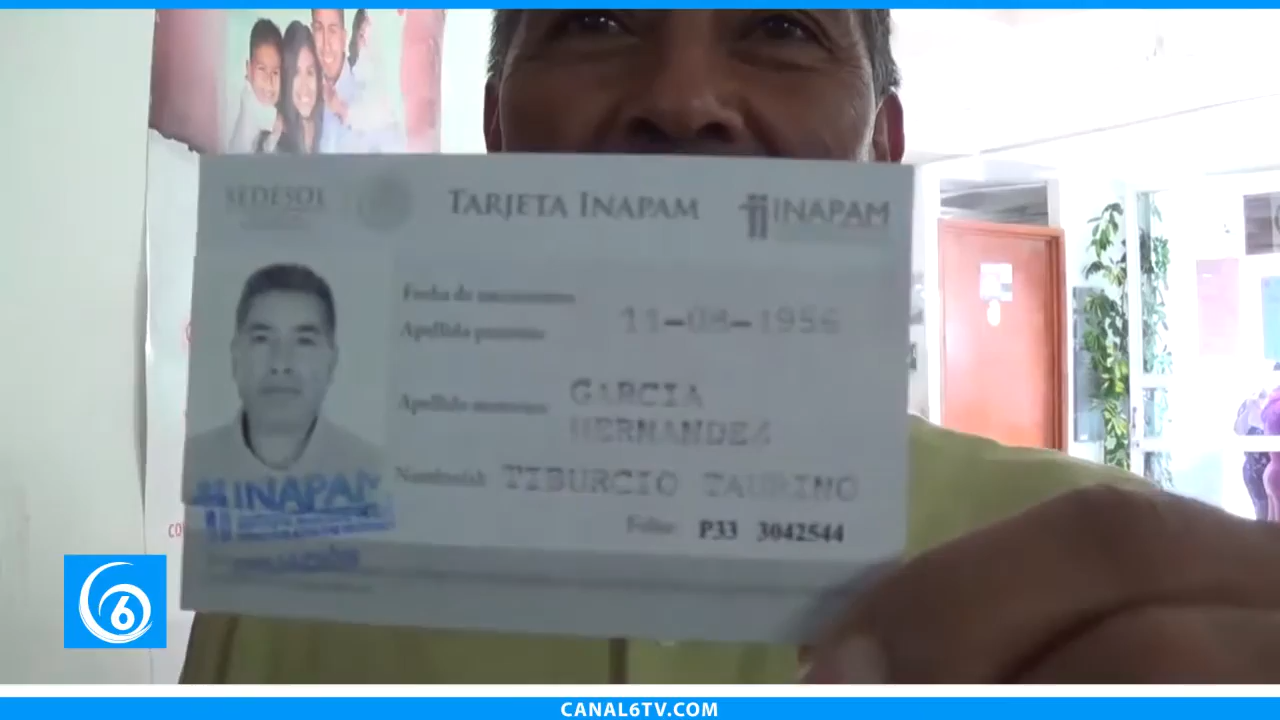 SEDESOL
TARJETA INAPAM
INAPAM
Fecha de nacimiento
11-08-1956
Apellido paterno
GARCIA
Apellido materno
HERNANDEZ
Nombre(s): TIBURCIO TAURINO
Folio: P33 3042544
INAPAM
6
CANAL6TV.COM